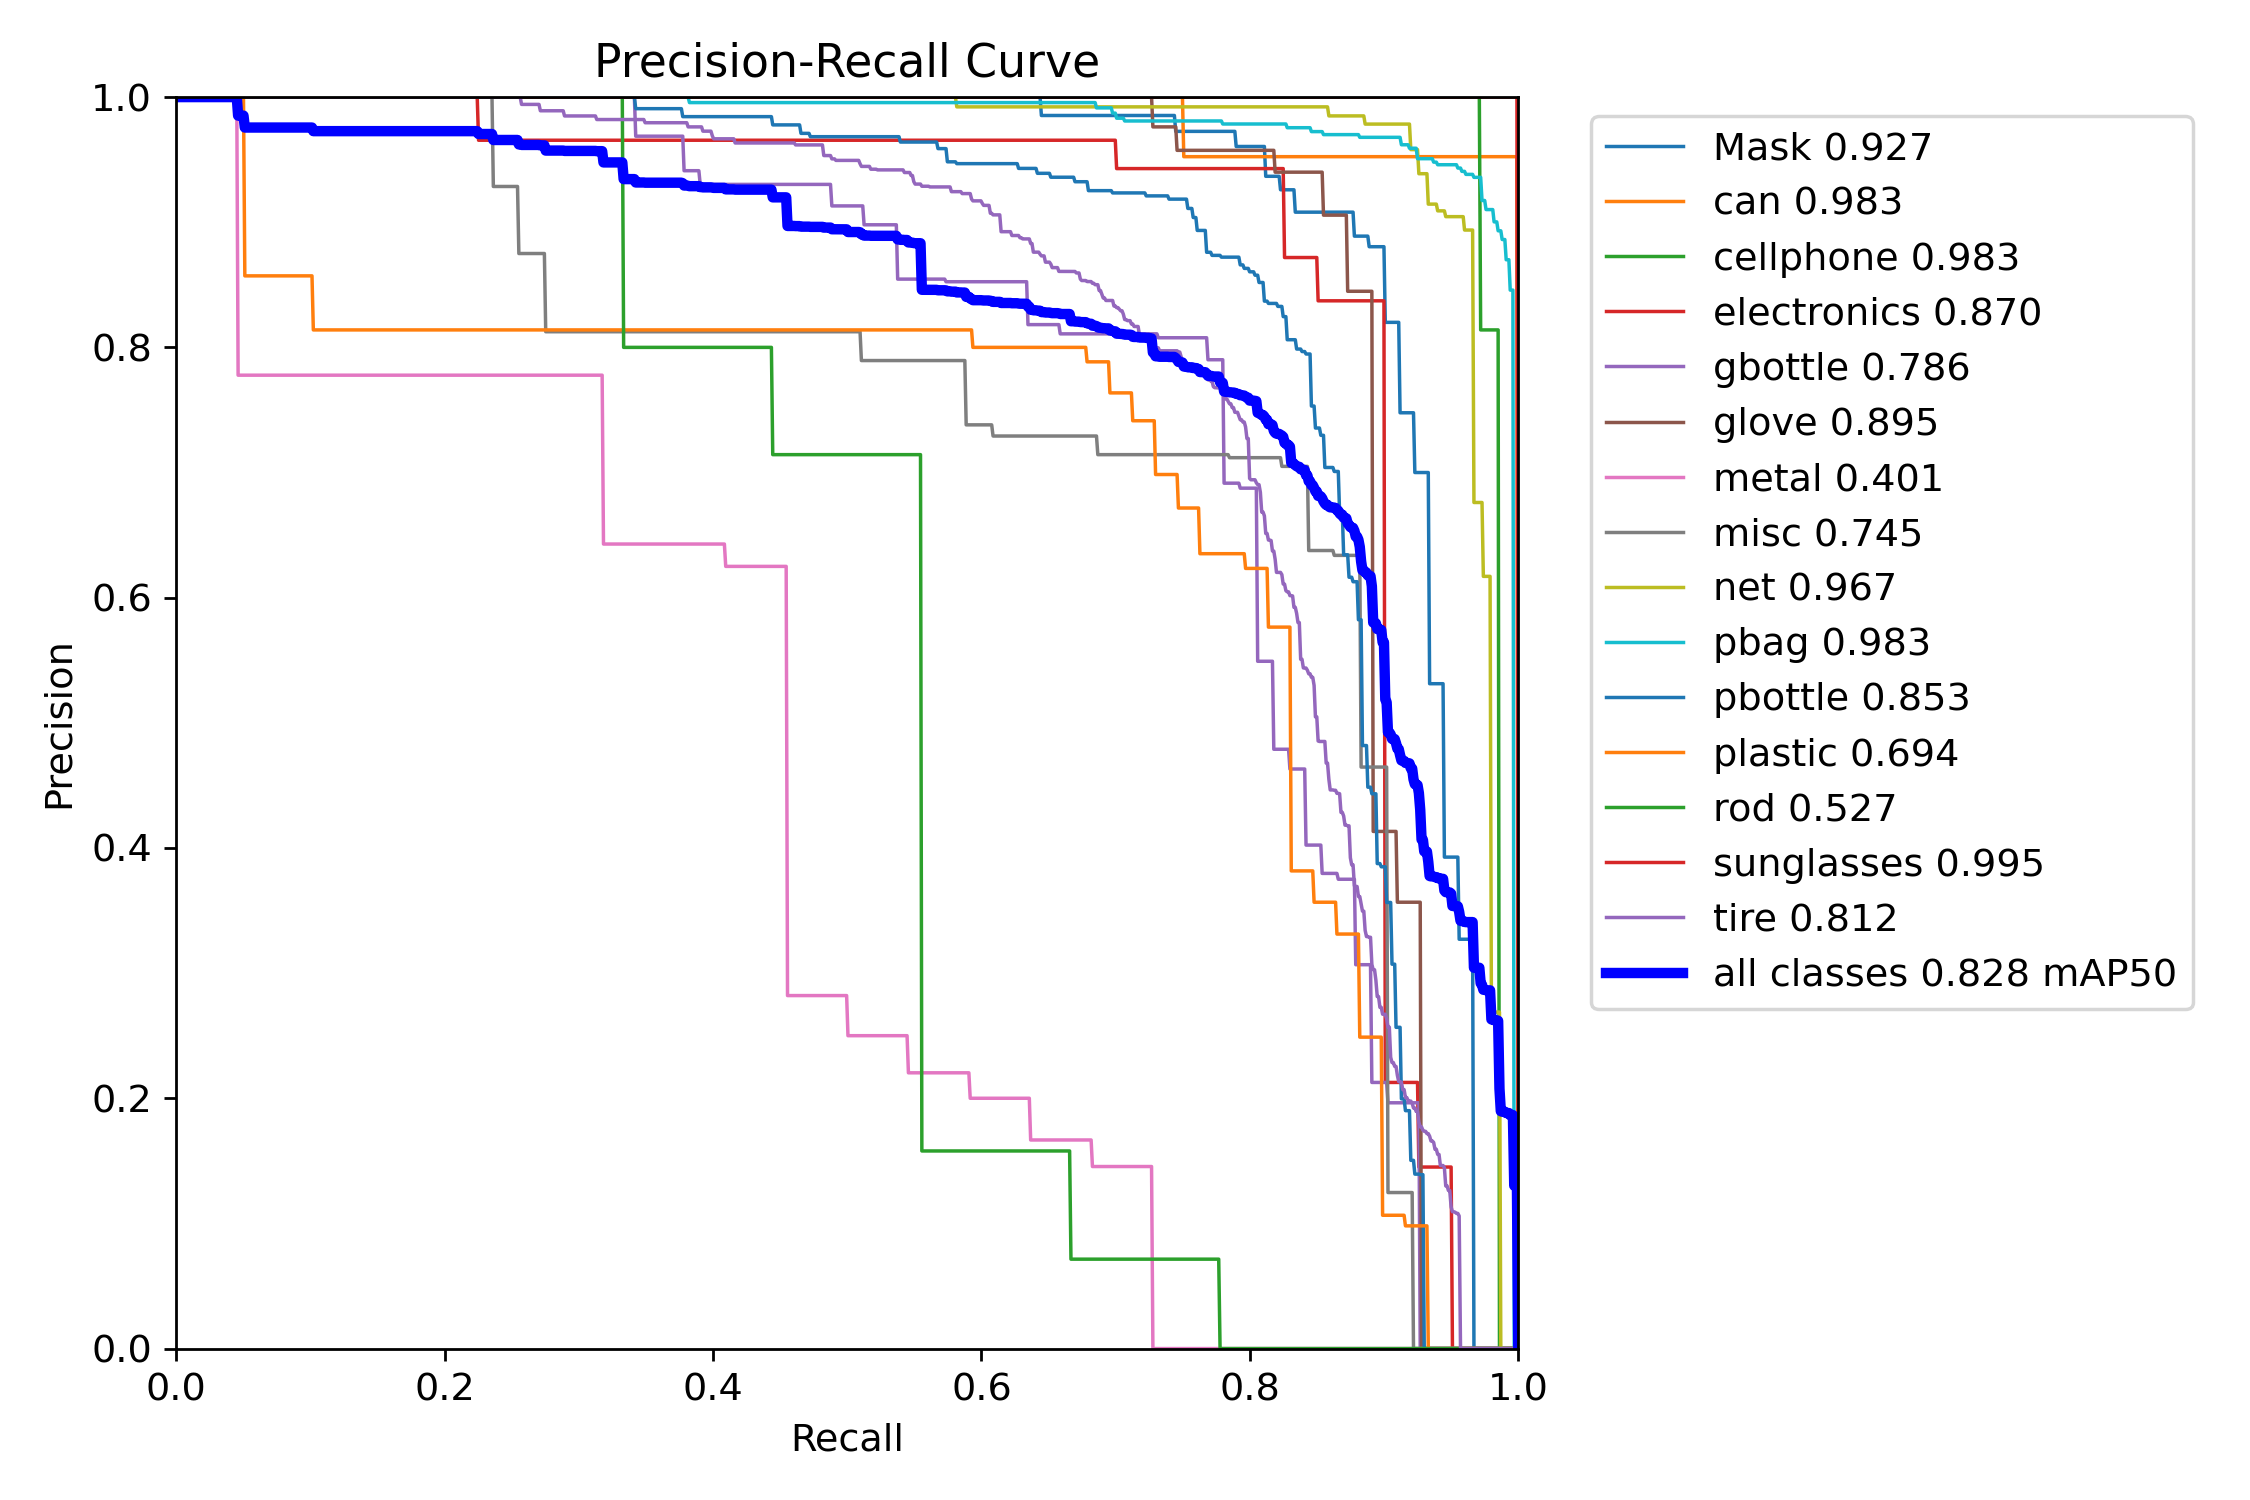 Precision-Recall Curve
1.0
0.8
0.6
0.4
0.2
0.0
Precision
0.0 0.2 0.4 0.6 0.8 1.0
Recall
Mask 0.927
can 0.983
cellphone 0.983
electronics 0.870
gbottle 0.786
glove 0.895
metal 0.401
misc 0.745
net 0.967
pbag 0.983
pbottle 0.853
plastic 0.694
rod 0.527
sunglasses 0.995
tire 0.812
all classes 0.828 mAP50